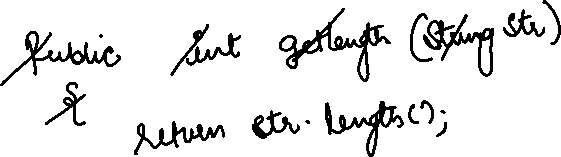 Public int getlength (String str)
{
return str.length();